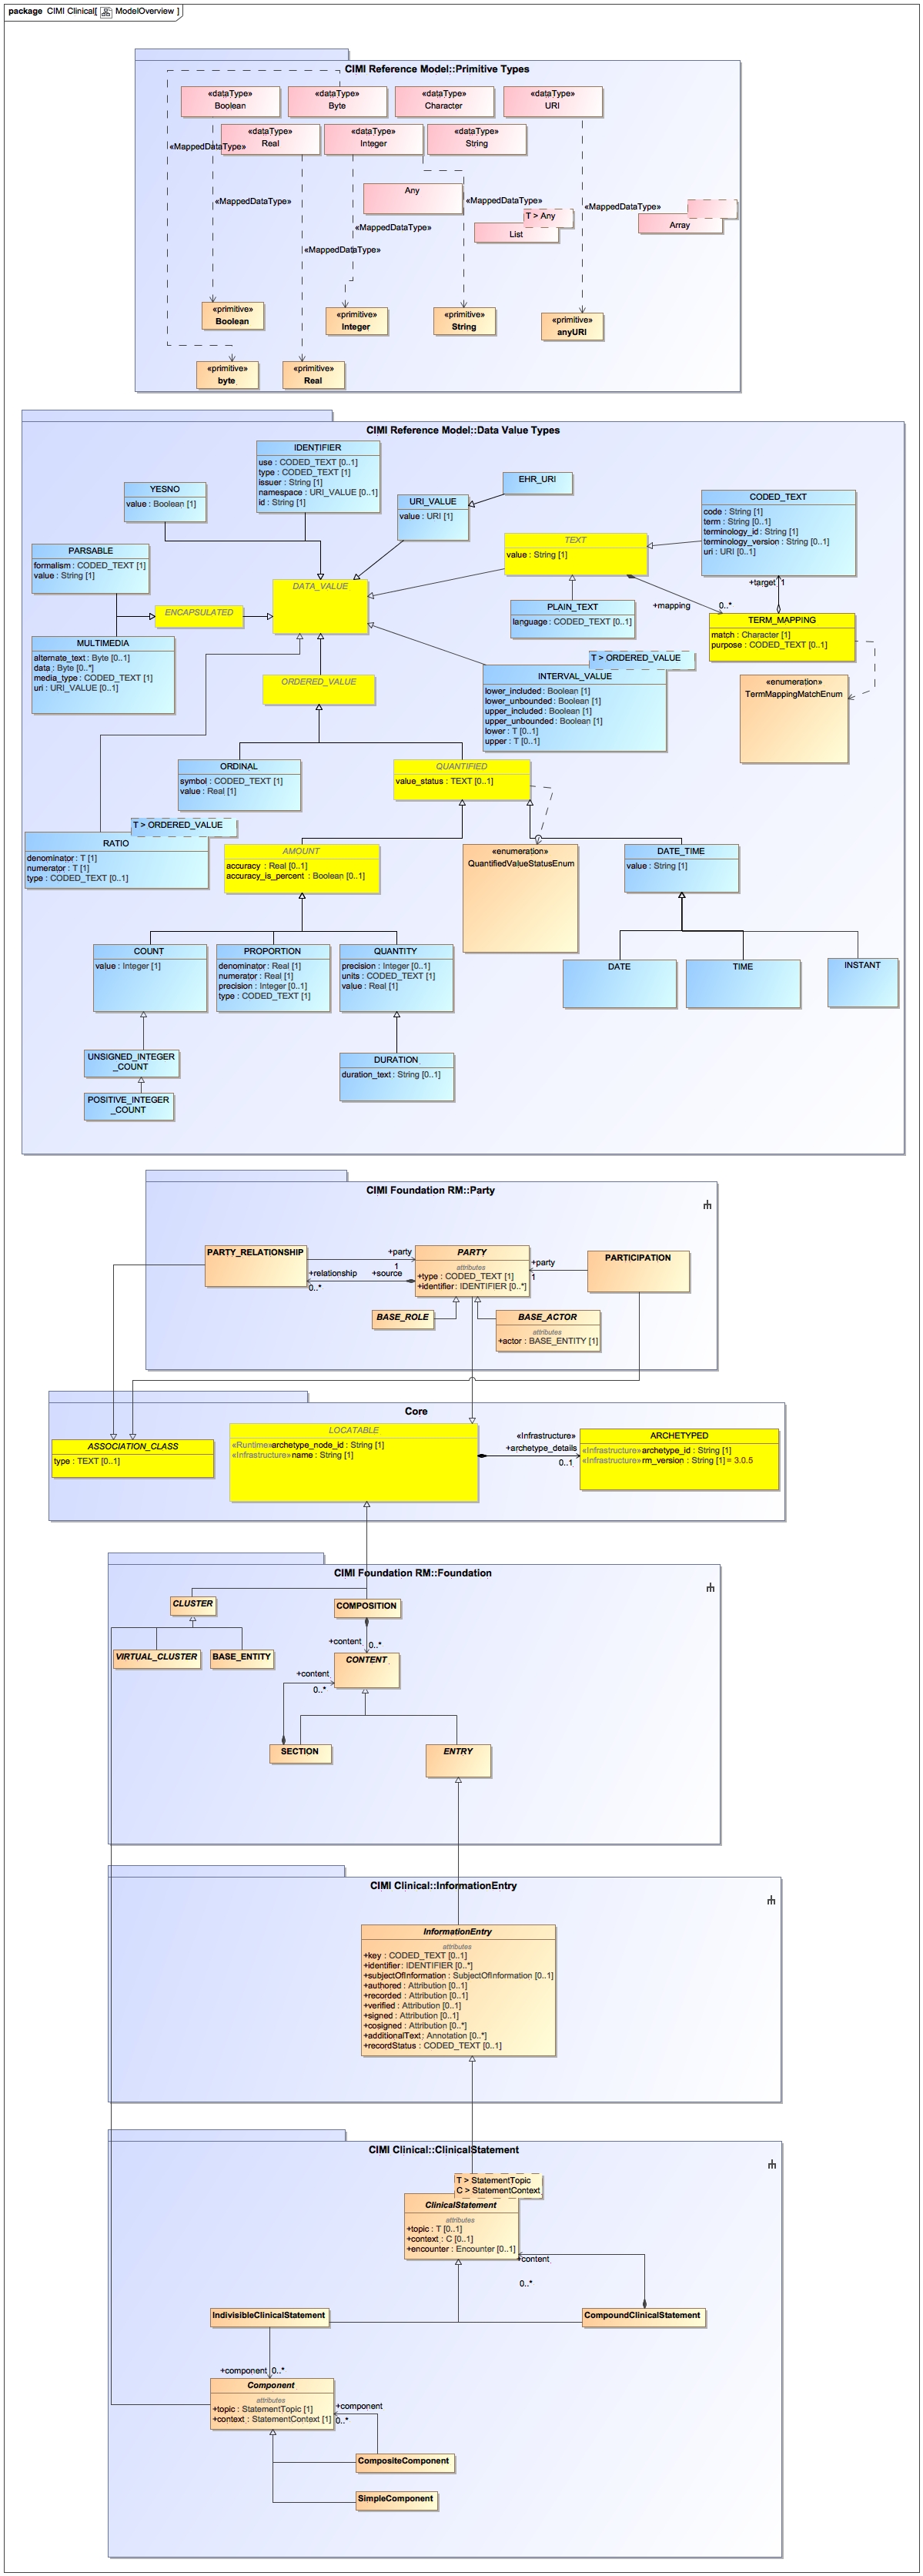 package CIMI Clinical[ ModelOverview ]
CIMI Reference Model::Primitive Types
«dataType»
Boolean
«dataType»
Byte
«dataType»
Character
«dataType»
URI
«dataType»
Real
«dataType»
Integer
«dataType»
String
«MappedDataType»
«MappedDataType»
«MappedDataType»
«MappedDataType»
«MappedDataType»
«MappedDataType»
Any
T > Any
List
Array
«primitive»
Boolean
«primitive»
Integer
«primitive»
String
«primitive»
anyURI
«primitive»
byte
«primitive»
Real
CIMI Reference Model::Data Value Types
IDENTIFIER
use : CODED_TEXT [0..1]
type : CODED_TEXT [1]
issuer : String [1]
namespace : URI_VALUE [0..1]
id : String [1]
YESNO
value : Boolean [1]
EHR_URI
URI_VALUE
value : URI [1]
CODED_TEXT
code : String [1]
term : String [0..1]
terminology_id : String [1]
terminology_version : String [0..1]
uri : URI [0..1]
PARSABLE
formalism : CODED_TEXT [1]
value : String [1]
TEXT
value : String [1]
DATA_VALUE
ENCAPSULATED
PLAIN_TEXT
language : CODED_TEXT [0..1]
+mapping
0..*
+target
1
TERM_MAPPING
match : Character [1]
purpose : CODED_TEXT [0..1]
MULTIMEDIA
alternate_text : Byte [0..1]
data : Byte [0..*]
media_type : CODED_TEXT [1]
uri : URI_VALUE [0..1]
T > ORDERED_VALUE
INTERVAL_VALUE
lower_included : Boolean [1]
lower_unbounded : Boolean [1]
upper_included : Boolean [1]
upper_unbounded : Boolean [1]
lower : T [0..1]
upper : T [0..1]
«enumeration»
TermMappingMatchEnum
ORDERED_VALUE
ORDINAL
symbol : CODED_TEXT [1]
value : Real [1]
QUANTIFIED
value_status : TEXT [0..1]
T > ORDERED_VALUE
RATIO
denominator : T [1]
numerator : T [1]
type : CODED_TEXT [0..1]
AMOUNT
accuracy : Real [0..1]
accuracy_is_percent : Boolean [0..1]
«enumeration»
QuantifiedValueStatusEnum
DATE_TIME
value : String [1]
COUNT
value : Integer [1]
PROPORTION
denominator : Real [1]
numerator : Real [1]
precision : Integer [0..1]
type : CODED_TEXT [1]
QUANTITY
precision : Integer [0..1]
units : CODED_TEXT [1]
value : Real [1]
DATE
TIME
INSTANT
UNSIGNED_INTEGER
_COUNT
DURATION
duration_text : String [0..1]
POSITIVE_INTEGER
_COUNT
CIMI Foundation RM::Party
PARTY_RELATIONSHIP
+party
1
+relationship
0..*
+source
PARTY
attributes
+type : CODED_TEXT [1]
+identifier : IDENTIFIER [0..*]
+party
1
PARTICIPATION
BASE_ROLE
BASE_ACTOR
attributes
+actor : BASE_ENTITY [1]
Core
ASSOCIATION_CLASS
type : TEXT [0..1]
LOCATABLE
«Runtime»archetype_node_id : String [1]
«Infrastructure»name : String [1]
«Infrastructure»
+archetype_details
0..1
ARCHETYPED
«Infrastructure»archetype_id : String [1]
«Infrastructure»rm_version : String [1] = 3.0.5
CIMI Foundation RM::Foundation
CLUSTER
COMPOSITION
+content
0..*
VIRTUAL_CLUSTER
BASE_ENTITY
CONTENT
+content
0..*
SECTION
ENTRY
CIMI Clinical::InformationEntry
InformationEntry
attributes
+key : CODED_TEXT [0..1]
+identifier : IDENTIFIER [0..*]
+subjectOfInformation : SubjectOfInformation [0..1]
+authored : Attribution [0..1]
+recorded : Attribution [0..1]
+verified : Attribution [0..1]
+signed : Attribution [0..1]
+cosigned : Attribution [0..*]
+additionalText : Annotation [0..*]
+recordStatus : CODED_TEXT [0..1]
CIMI Clinical::ClinicalStatement
T > StatementTopic
C > StatementContext
ClinicalStatement
attributes
+topic : T [0..1]
+context : C [0..1]
+encounter : Encounter [0..1]
+content
0..*
IndivisibleClinicalStatement
CompoundClinicalStatement
+component
0..*
Component
attributes
+topic : StatementTopic [1]
+context : StatementContext [1]
+component
0..*
CompositeComponent
SimpleComponent